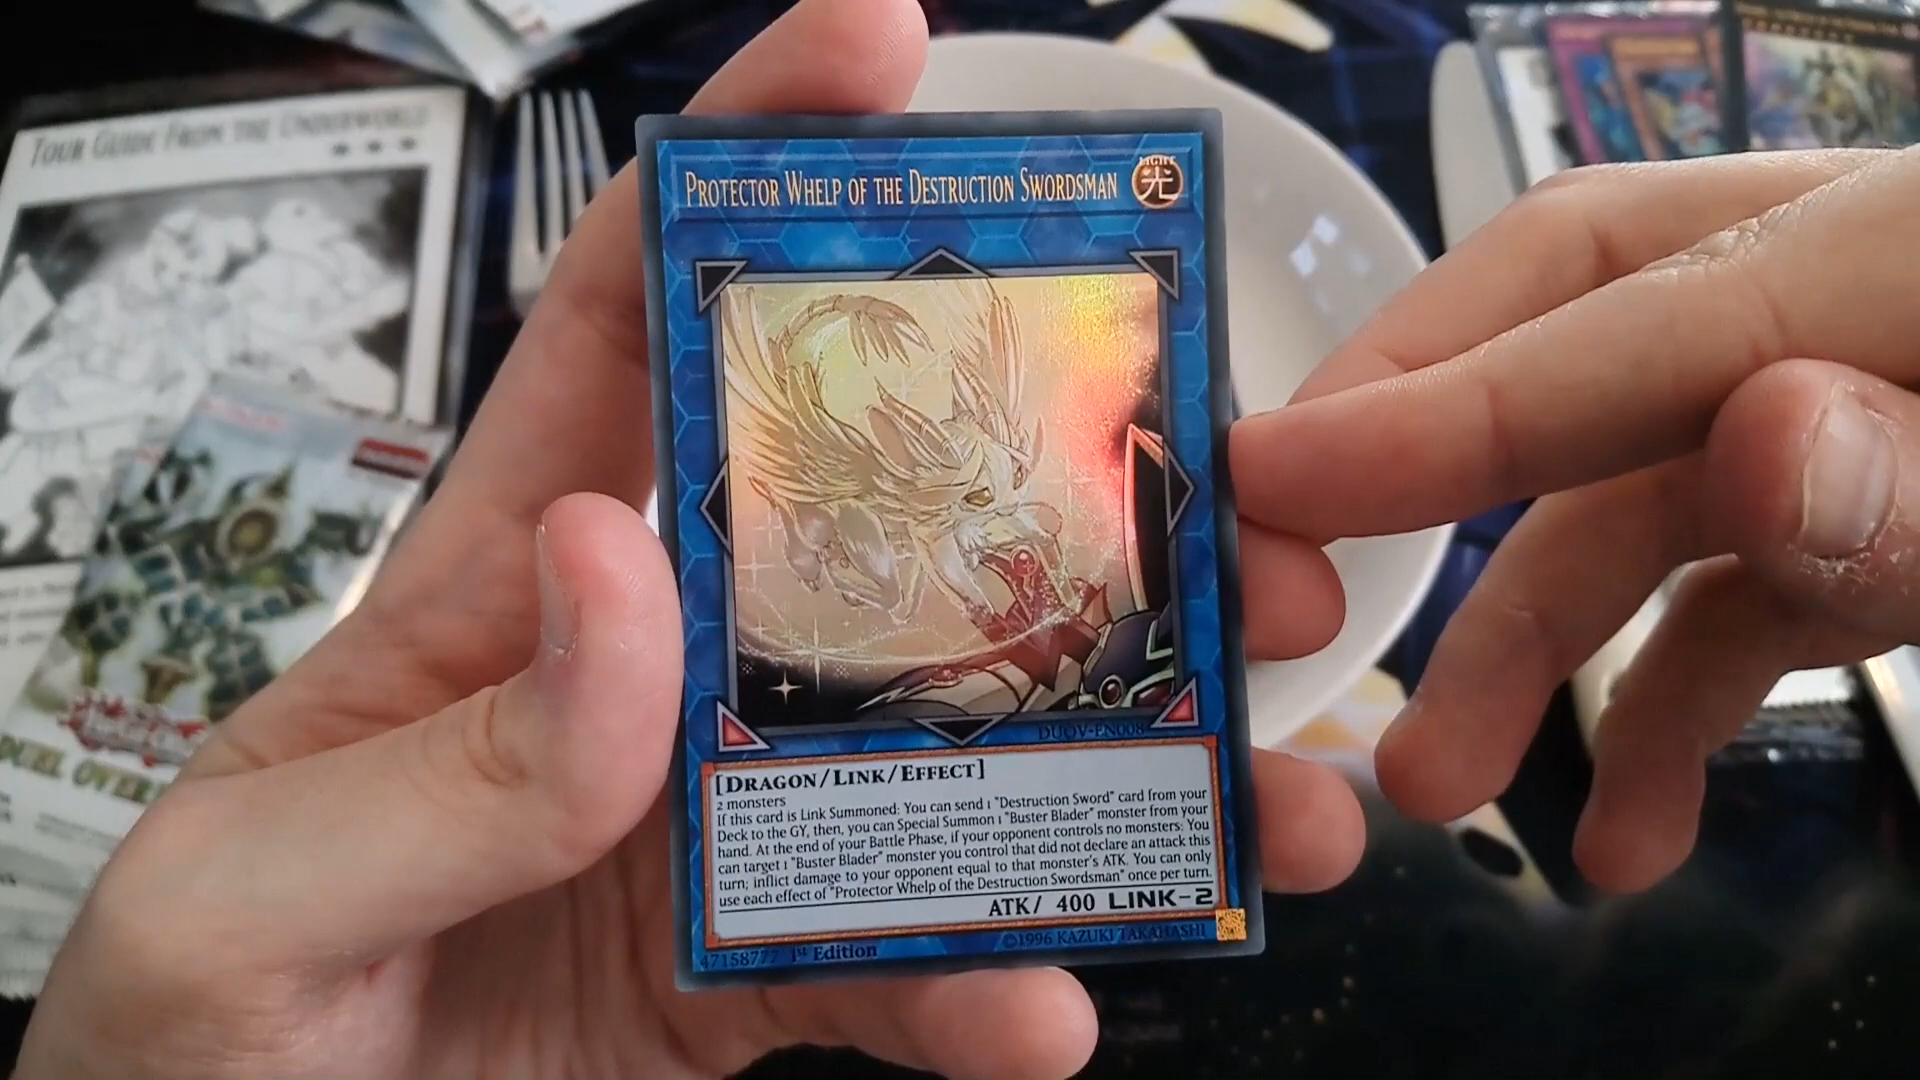 TOUR GUIDE FROM THE UNDERWORLD
PROTECTOR WHELP OF THE DESTRUCTION SWORDSMAN
LIGHT
光
DUOV-EN008
[DRAGON/LINK/EFFECT]
2 monsters
If this card is Link Summoned: You can send 1 "Destruction Sword" card from your
Deck to the GY, then, you can Special Summon 1 "Buster Blader" monster from your
hand. At the end of your Battle Phase, if your opponent controls no monsters: You
can target 1 "Buster Blader" monster you control that did not declare an attack this
turn; inflict damage to your opponent equal to that monster's ATK. You can only
use each effect of "Protector Whelp of the Destruction Swordsman" once per turn.
ATK/ 400 LINK-2
47158777 1st Edition
©1996 KAZUKI TAKAHASHI
DUEL OVER